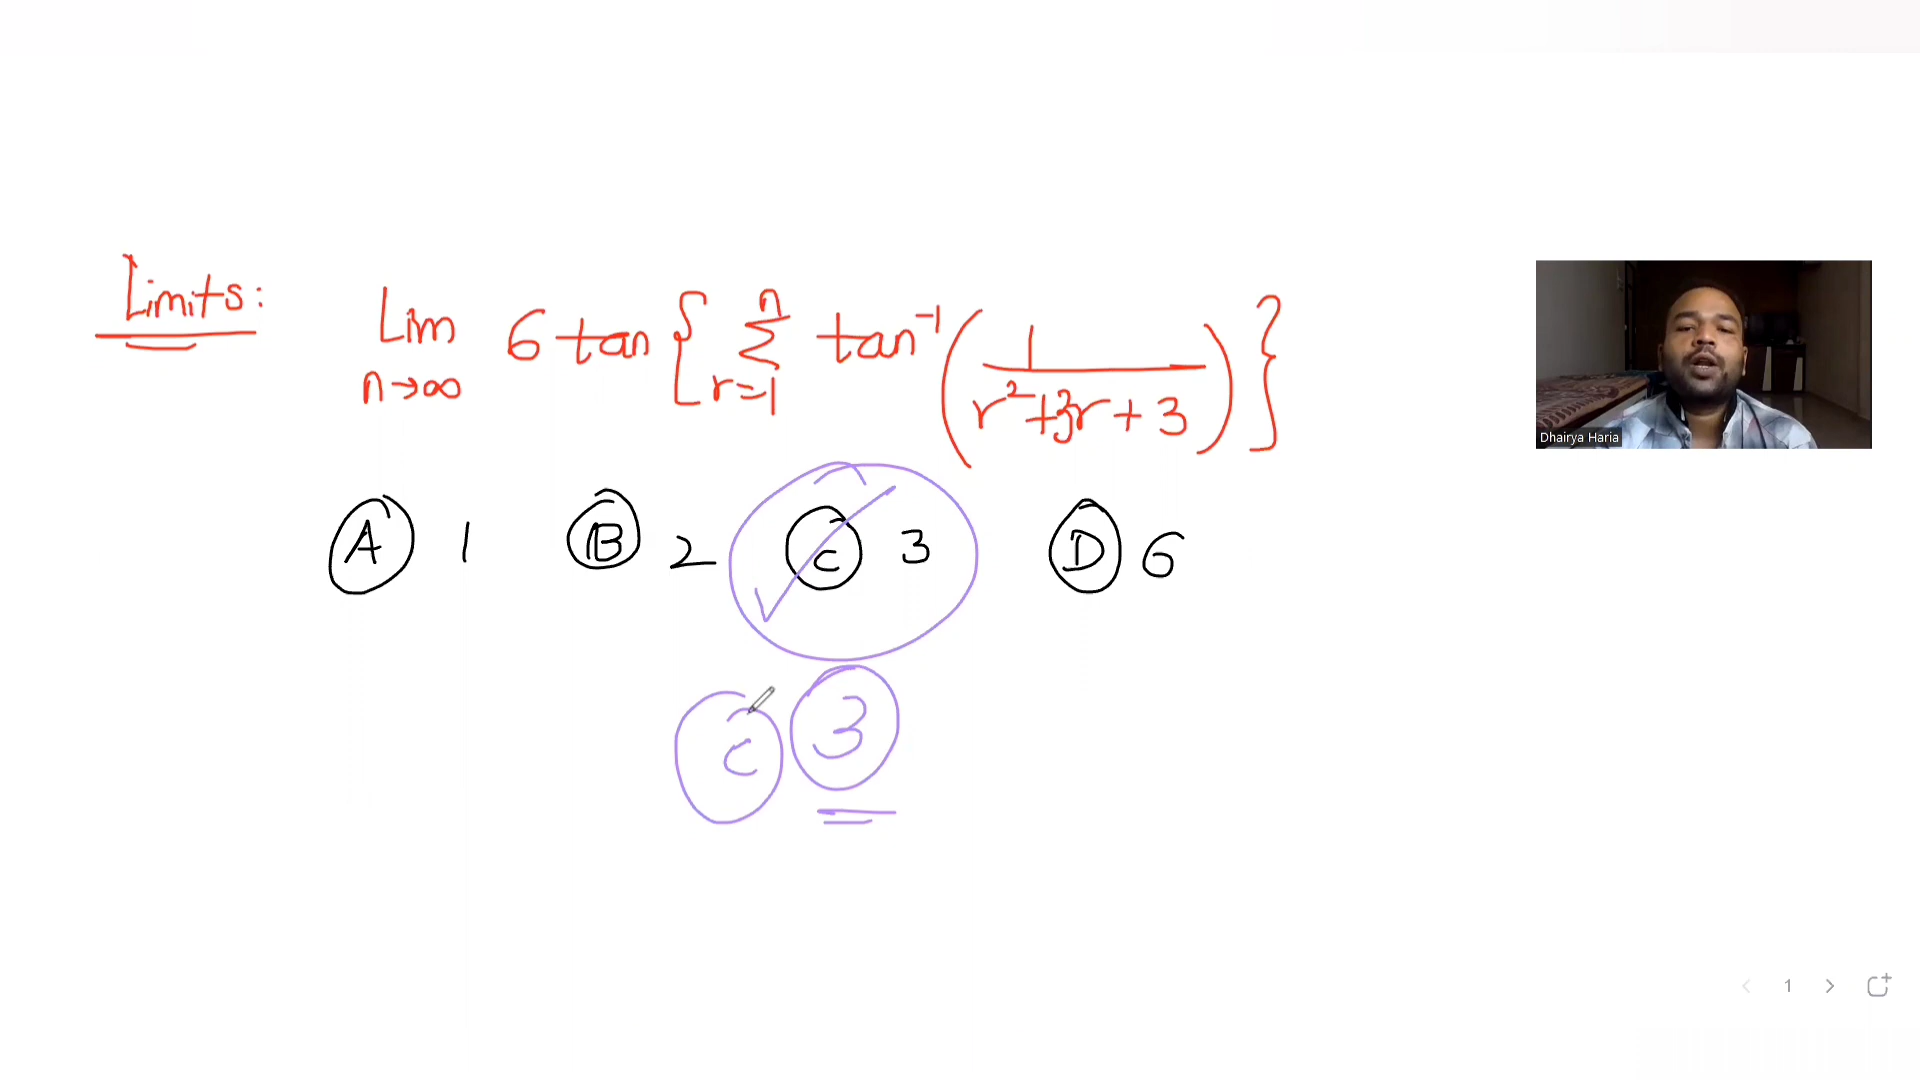 Limits:
Lim n→∞ 6 tan { Σ r=1 n tan⁻¹ ( 1 / r²+3r+3 ) }
A 1 B 2 C 3 D 6
C 3
Dhairya Haria
1